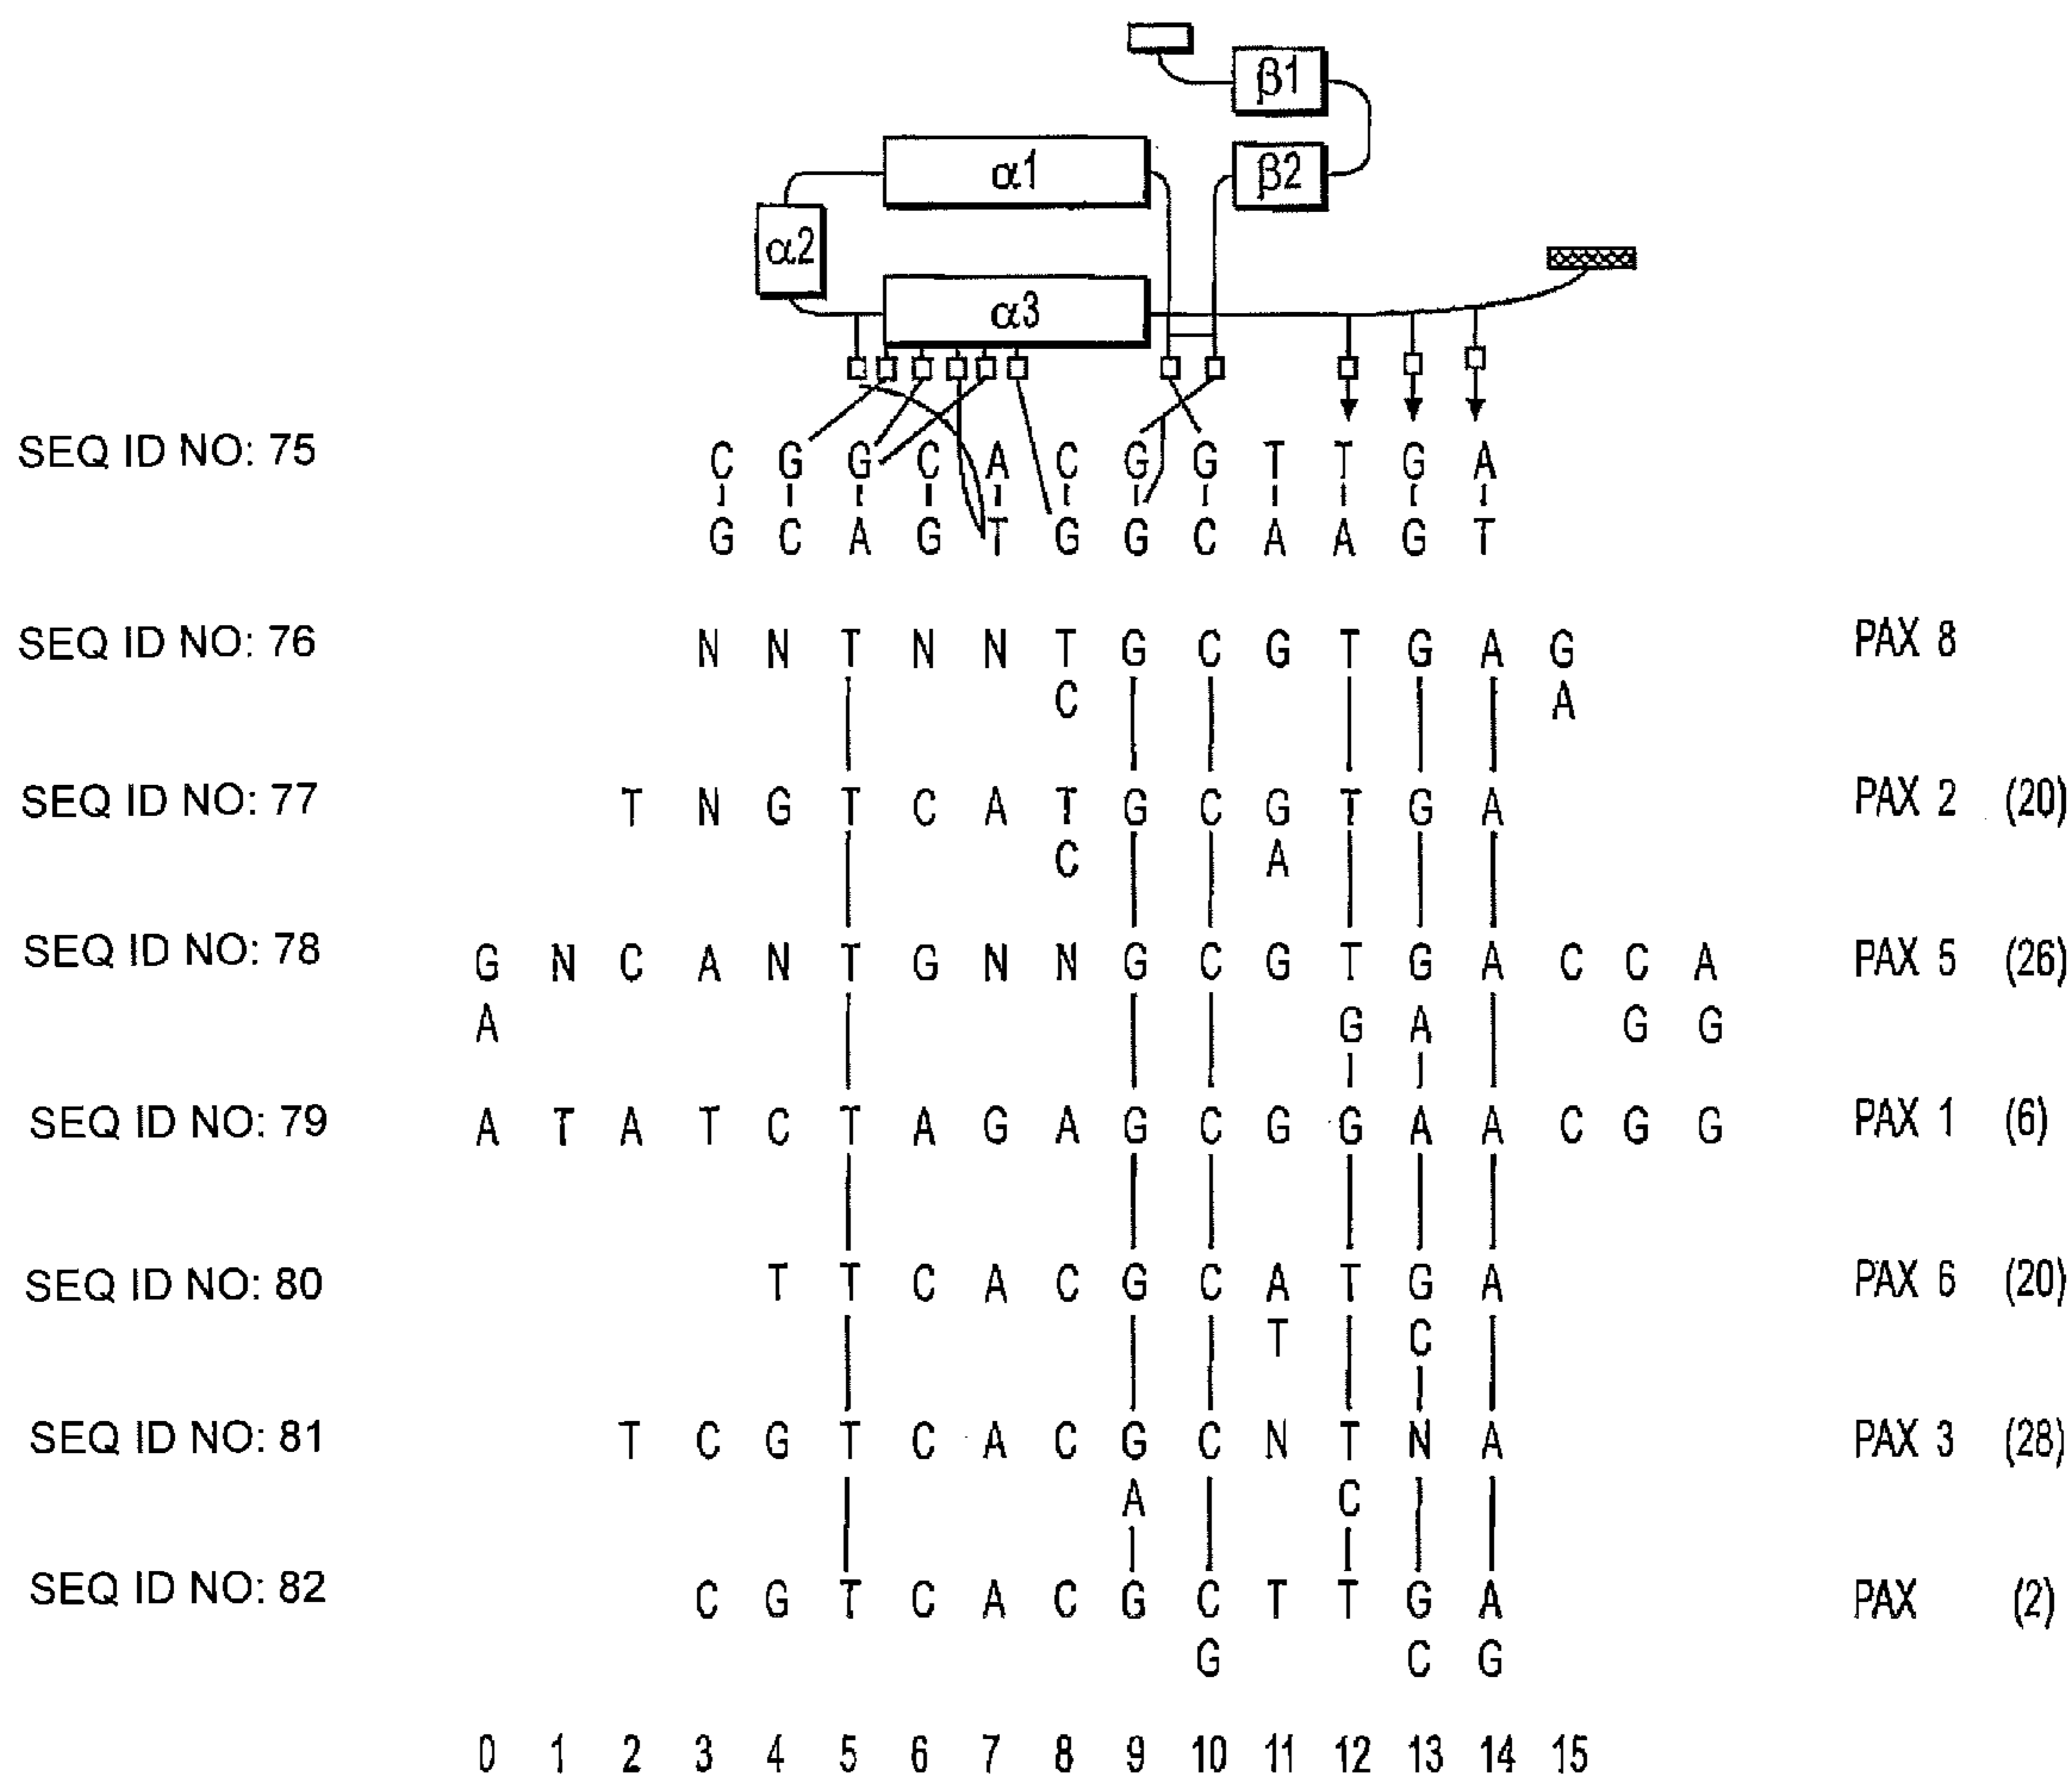 β1
α1
β2
α2
α3
SEQ ID NO: 75 C G G C A C G G T T G A
G C A G T G G C A A G T
SEQ ID NO: 76 N N T N N T G C G T G A G PAX 8
C A
SEQ ID NO: 77 T N G T C A T G C G T G A PAX 2 (20)
C A
SEQ ID NO: 78 G N C A N T G N N G C G T G A C C A PAX 5 (26)
A G A G G
SEQ ID NO: 79 A T A T C T A G A G C G G A A C G G PAX 1 (6)
SEQ ID NO: 80 T T C A C G C A T G A PAX 6 (20)
T C
SEQ ID NO: 81 T C G T C A C G C N T N A PAX 3 (28)
A C
SEQ ID NO: 82 C G T C A C G C T T G A PAX (2)
G C G
0 1 2 3 4 5 6 7 8 9 10 11 12 13 14 15